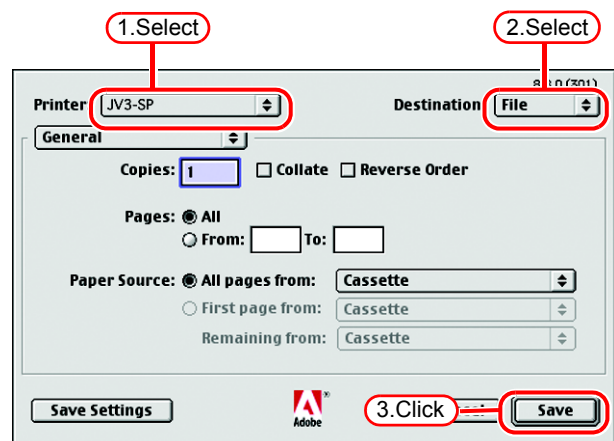 1.Select
2.Select
8.8.0 (301)
Printer: JV3-SP
Destination: File
General
Copies: 1 Collate Reverse Order
Pages: All
From: To:
Paper Source: All pages from: Cassette
First page from: Cassette
Remaining from: Cassette
Save Settings
Adobe ®
3.Click
Save